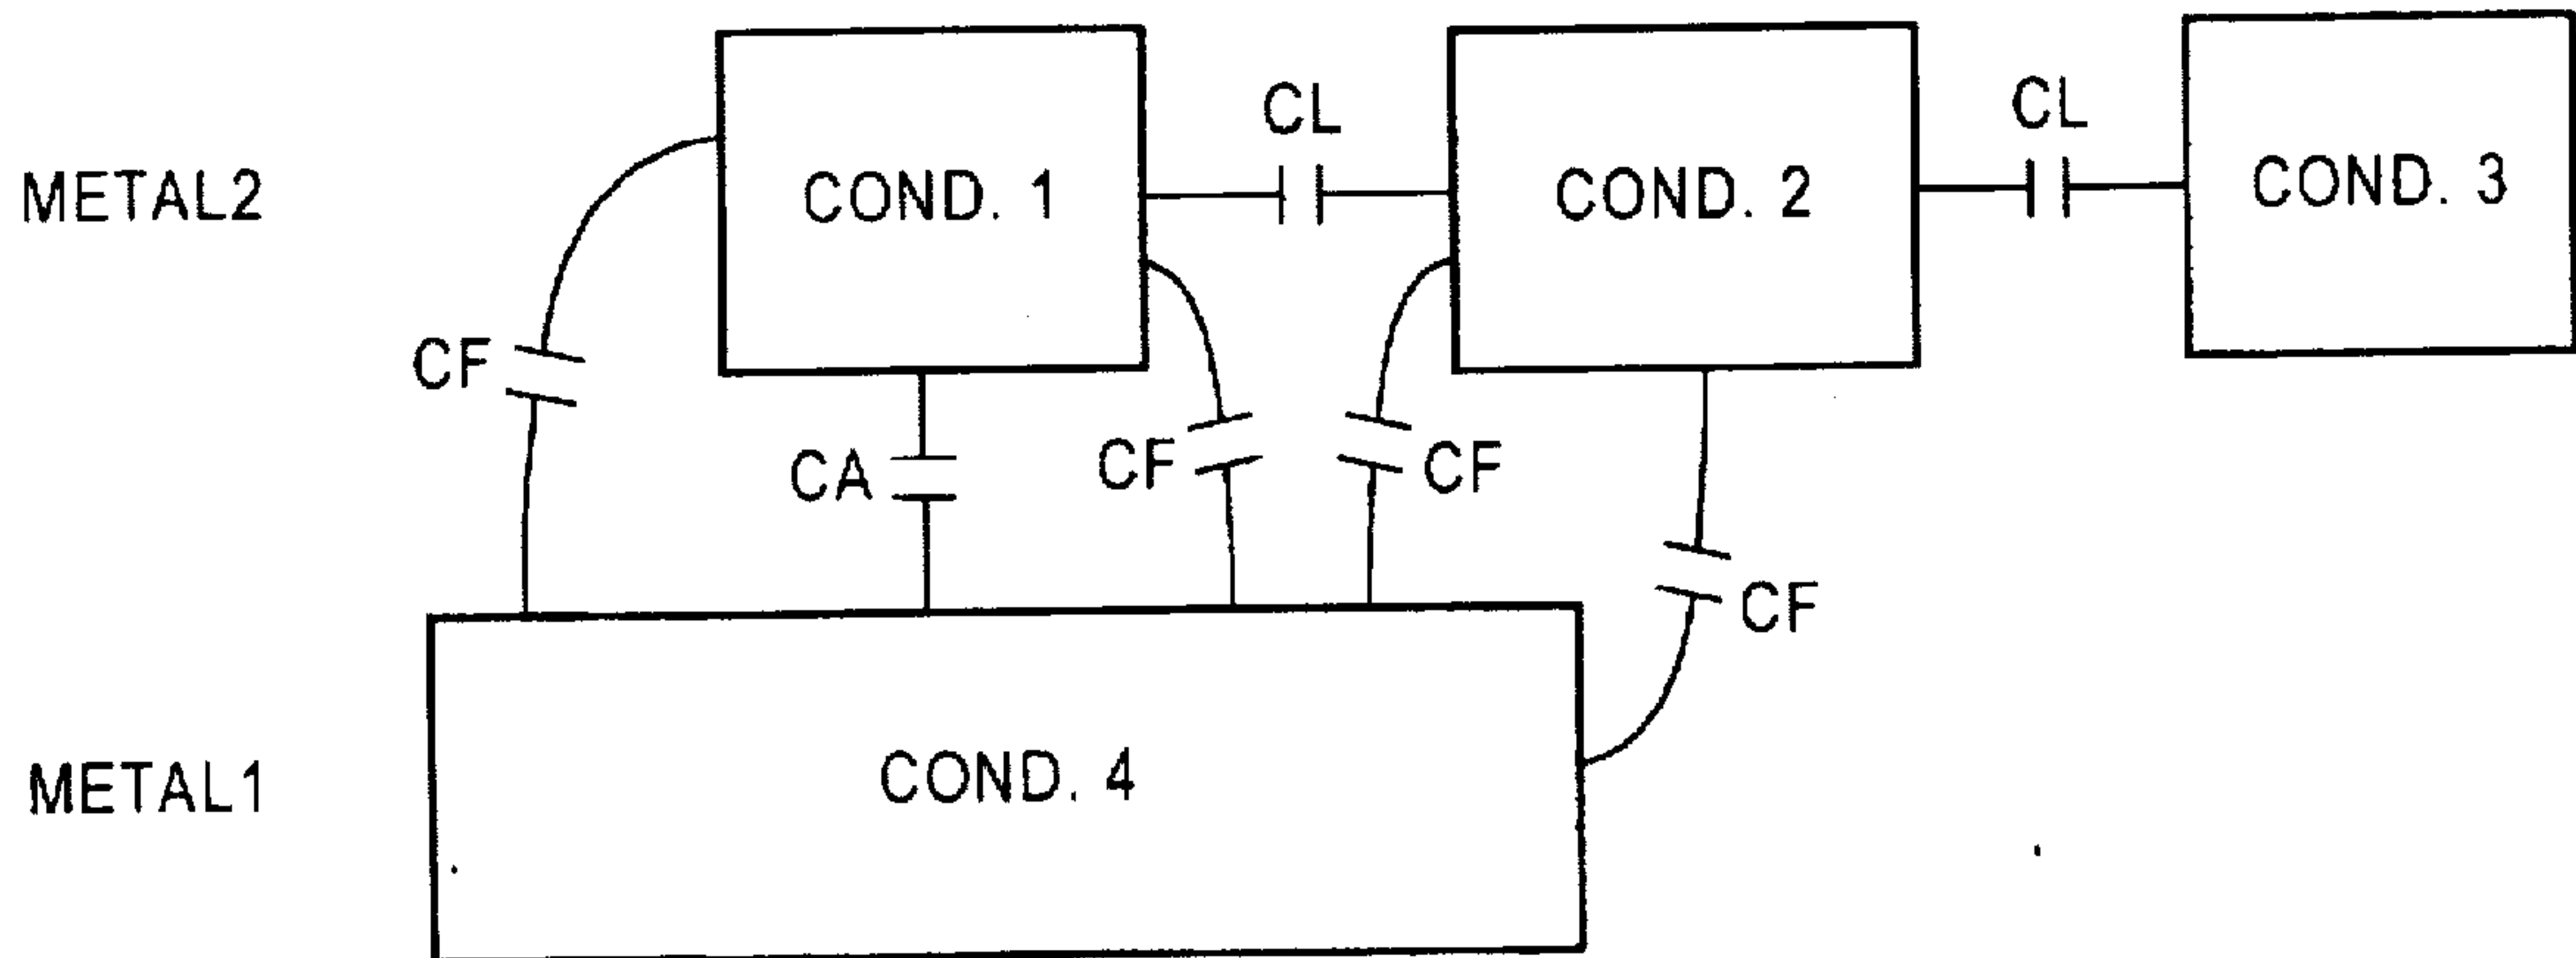 CL
CL
METAL2
COND. 1
COND. 2
COND. 3
CF
CA
CF
CF
CF
METAL1
COND. 4